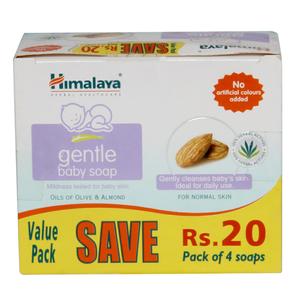 SAVE Rs.20
Himalaya
HERBAL HEALTHCARE
No
artificial colours
added
gentle
baby soap
Mildness tested for baby skin
OILS OF OLIVE & ALMOND
Gently cleanses baby's skin.
Ideal for daily use.
FOR NORMAL SKIN
Value
Pack
SAVE
Rs.20
Pack of 4 soaps